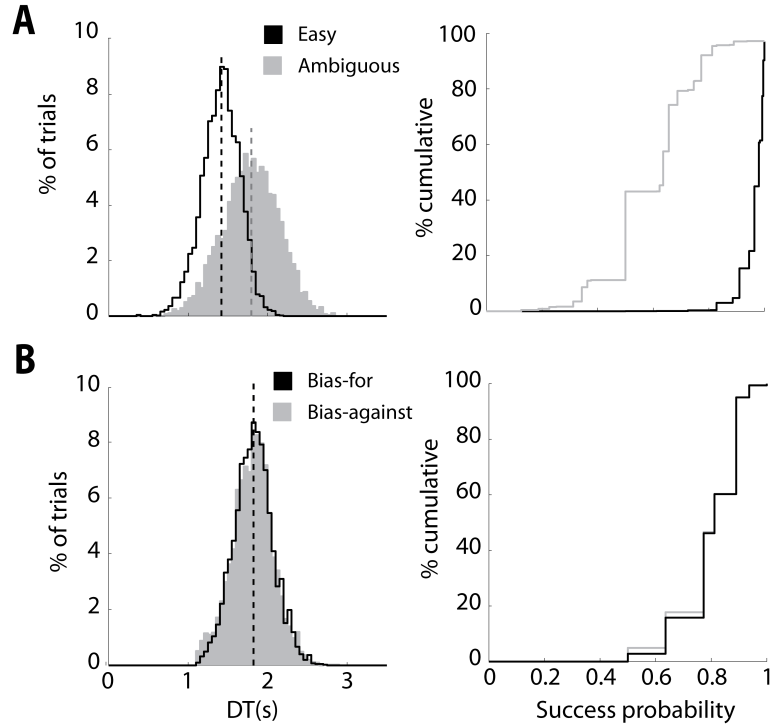 A
10
8
6
4
2
0
% of trials
Easy
Ambiguous
100
80
60
40
20
0
% cumulative
B
10
8
6
4
2
0
% of trials
Bias-for
Bias-against
0
1
2
3
DT(s)
100
80
60
40
20
0
% cumulative
0
0.2
0.4
0.6
0.8
1
Success probability